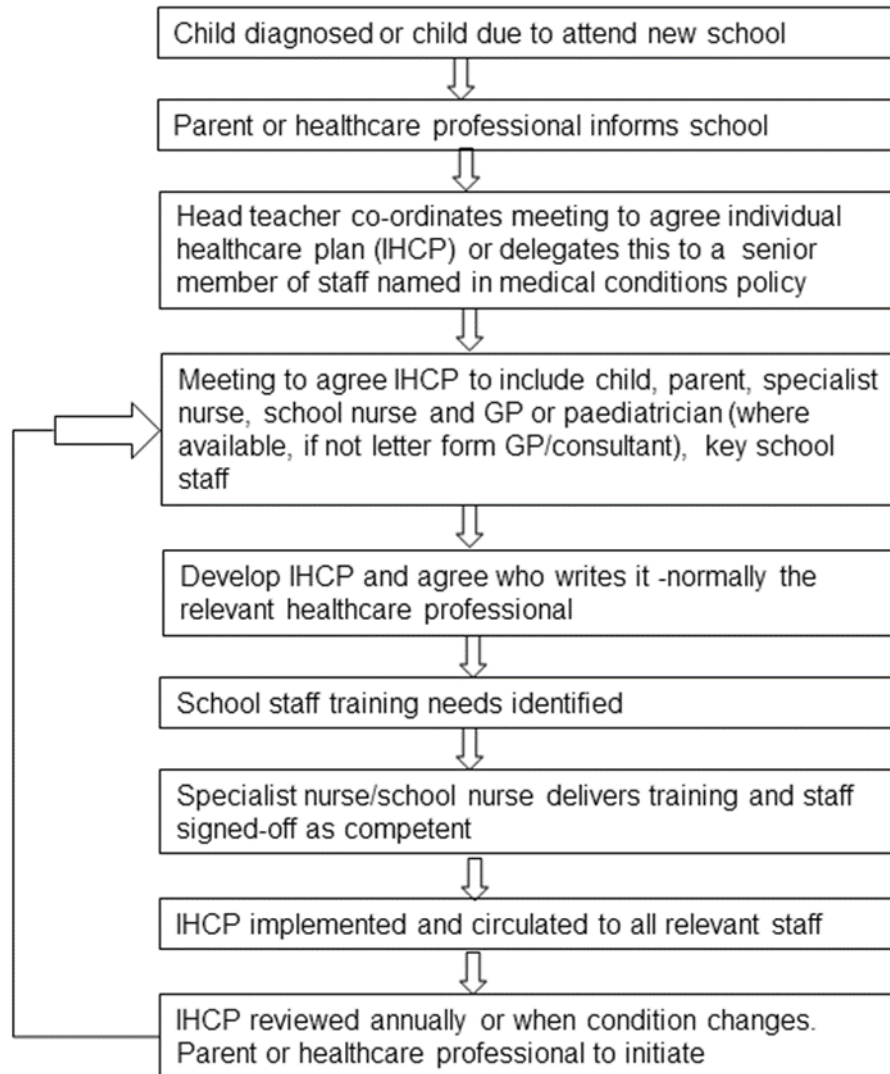 Child diagnosed or child due to attend new school
Parent or healthcare professional informs school
Head teacher co-ordinates meeting to agree individual
healthcare plan (IHCP) or delegates this to a senior
member of staff named in medical conditions policy
Meeting to agree IHCP to include child, parent, specialist
nurse, school nurse and GP or paediatrician (where
available, if not letter form GP/consultant), key school
staff
Develop IHCP and agree who writes it -normally the
relevant healthcare professional
School staff training needs identified
Specialist nurse/school nurse delivers training and staff
signed-off as competent
IHCP implemented and circulated to all relevant staff
IHCP reviewed annually or when condition changes.
Parent or healthcare professional to initiate